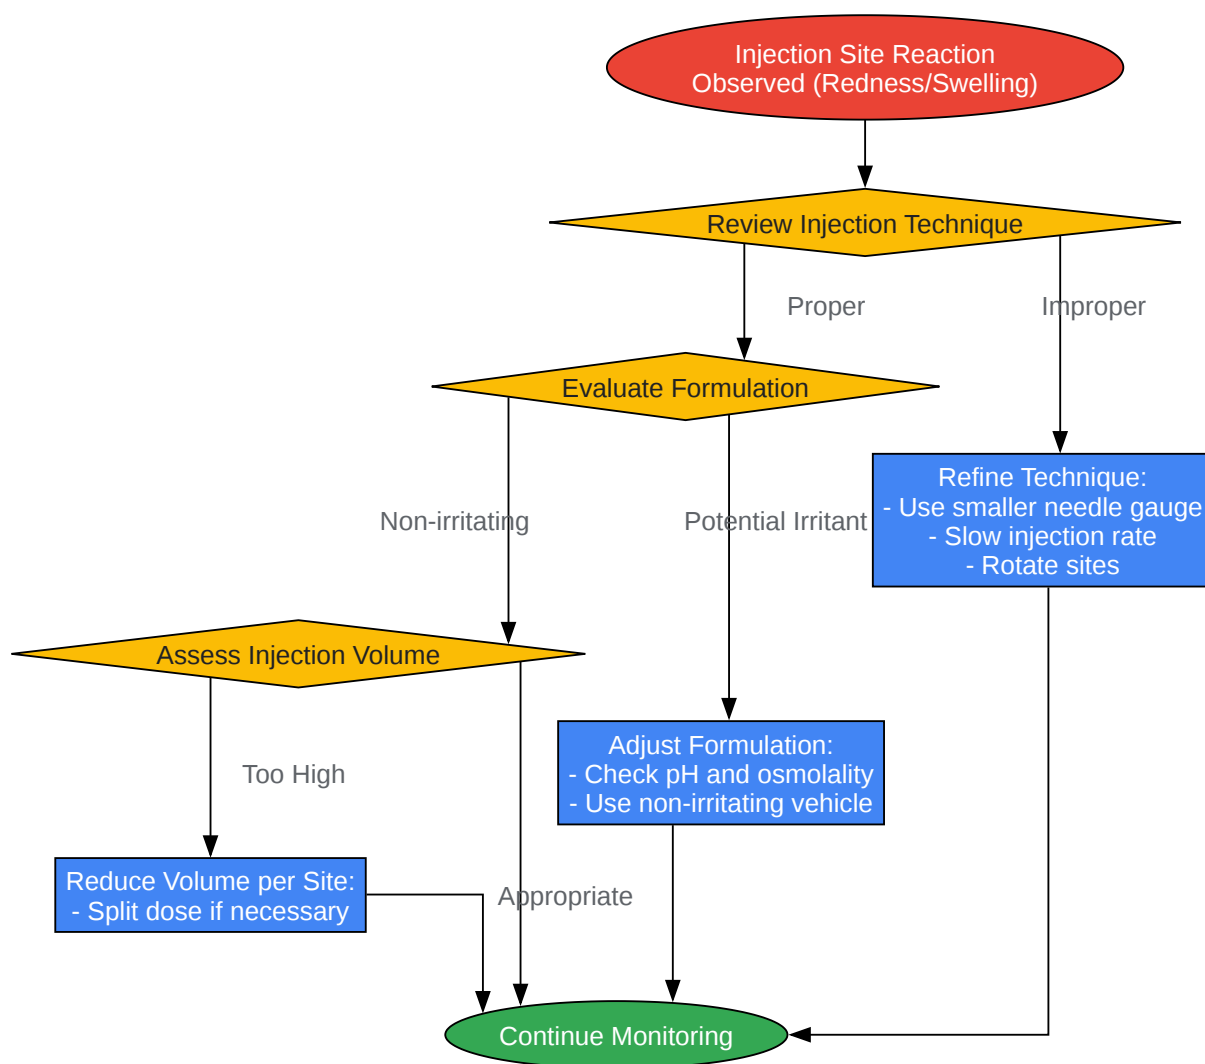 Injection Site Reaction
Observed (Redness/Swelling)
Review Injection Technique
Proper
Improper
Evaluate Formulation
Refine Technique:
- Use smaller needle gauge
- Slow injection rate
- Rotate sites
Non-irritating
Potential Irritant
Assess Injection Volume
Adjust Formulation:
- Check pH and osmolality
- Use non-irritating vehicle
Too High
Reduce Volume per Site:
- Split dose if necessary
Appropriate
Continue Monitoring